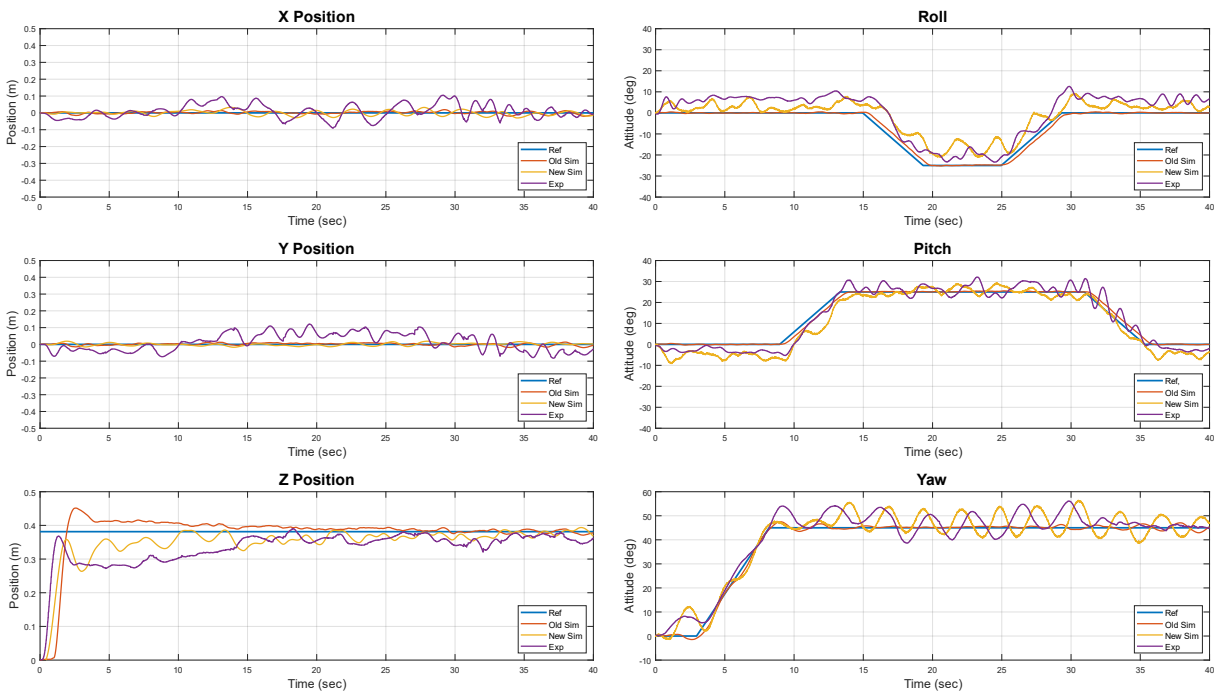 X Position
0.5
0.4
0.3
0.2
0.1
0
0.1
0.2
0.3
0.4
-0.5
Position (m)
0 5 10 15 20 25 30 35 40
Time (sec)
Ref
Old Sim
New Sim
Exp
Roll
40
30
20
10
0
-10
-20
-30
-40
Attitude (deg)
0 5 10 15 20 25 30 35 40
Time (sec)
Ref
Old Sim
New Sim
Exp
Y Position
0.5
0.4
0.3
0.2
0.1
0
-0.1
-0.2
-0.3
-0.4
-0.5
Position (m)
0 5 10 15 20 25 30 35 40
Time (sec)
Ref
Old Sim
New Sim
Exp
Pitch
40
30
20
10
0
-10
-20
-30
-40
Attitude (deg)
0 5 10 15 20 25 30 35 40
Time (sec)
Ref,
Old Sim
New Sim
Exp
Z Position
0.5
0.4
0.3
0.2
0.1
0
Position (m)
0 5 10 15 20 25 30 35 40
Time (sec)
Ref
Old Sim
New Sim
Exp
Yaw
60
50
40
30
20
10
0
-10
Attitude (deg)
0 5 10 15 20 25 30 35 40
Time (sec)
Ref
Old Sim
New Sim
Exp